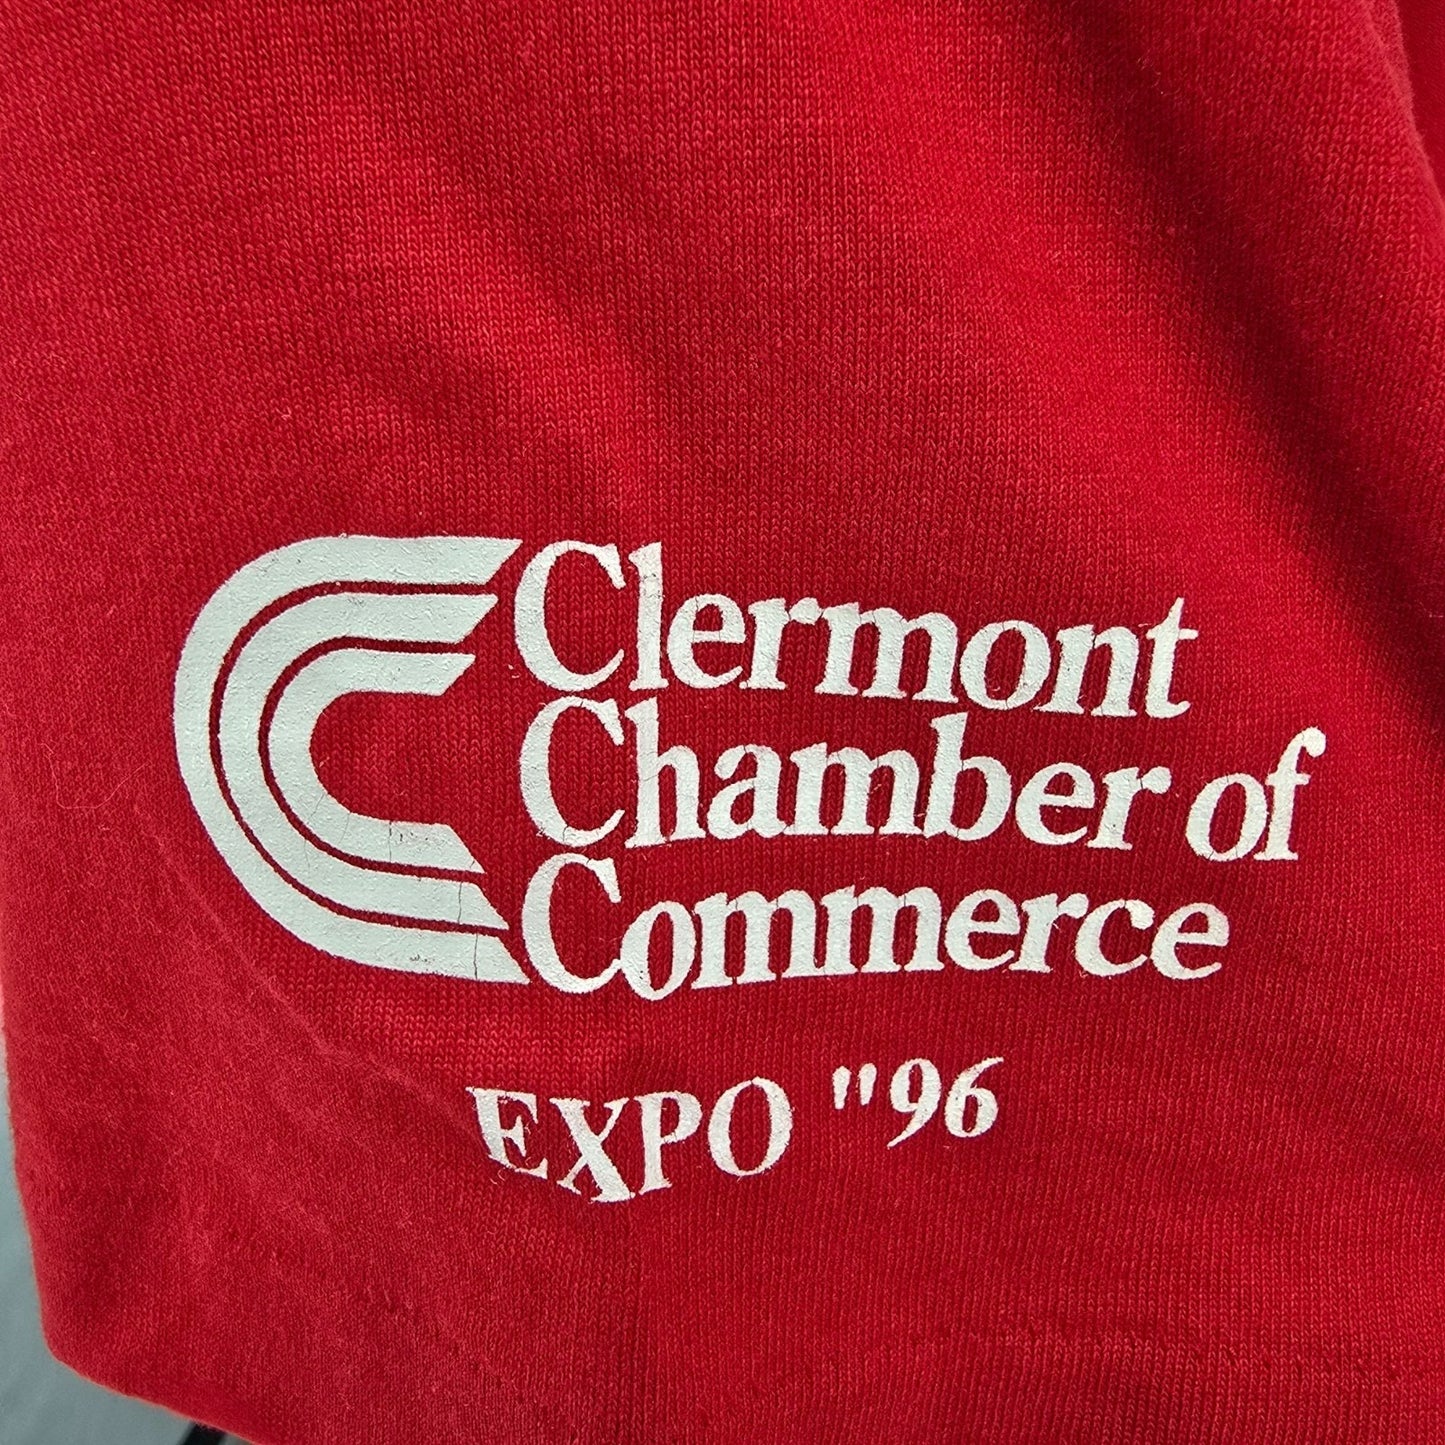 Clermont
Chamber of
Commerce
EXPO "96